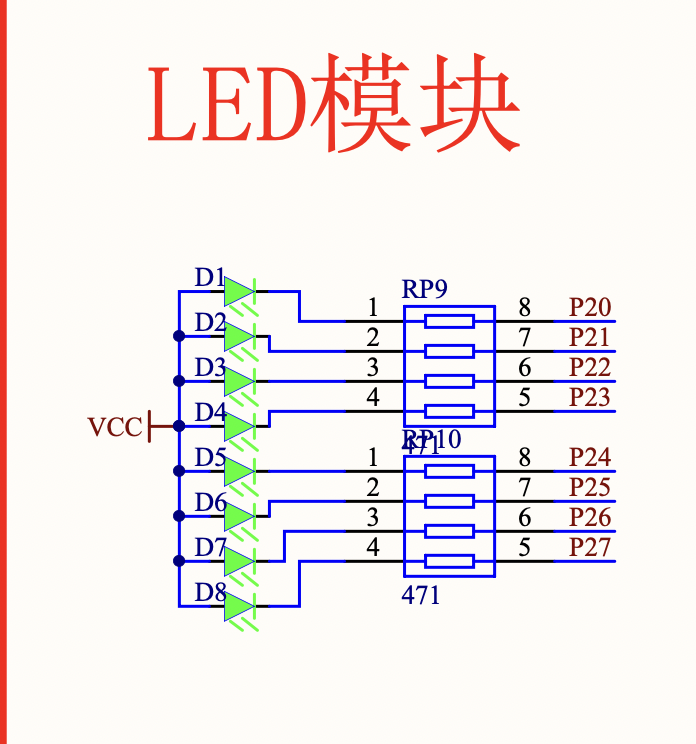 LED模块
D1
RP9
1 8 P20
D2
2 7 P21
D3
3 6 P22
D4
4 5 P23
VCC
471
RP10
D5
1 8 P24
D6
2 7 P25
D7
3 6 P26
4 5 P27
D8
471